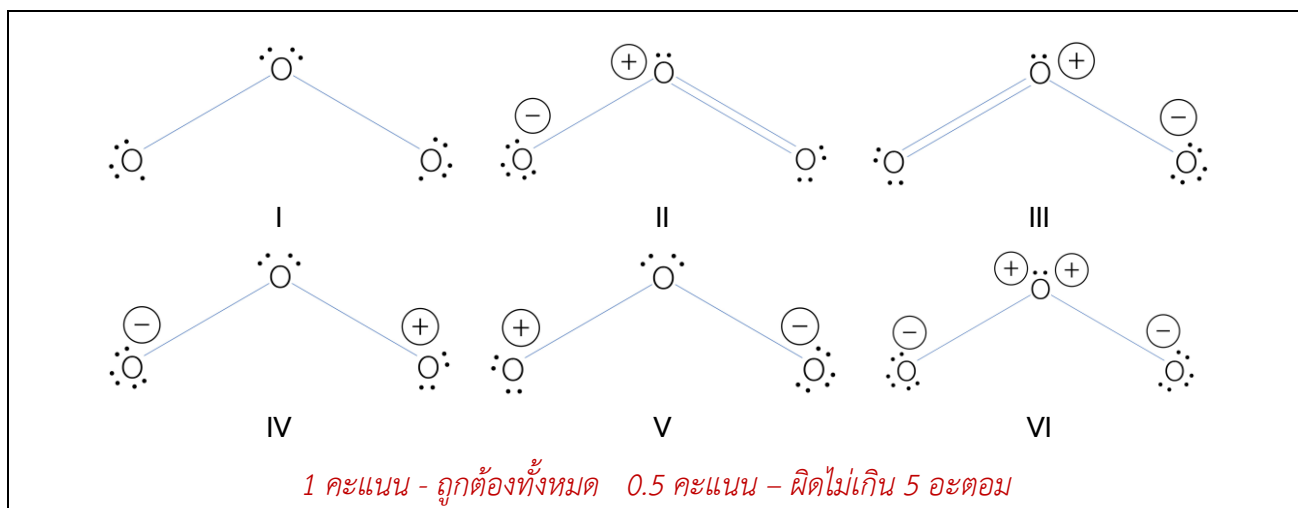 O O + O O +
O O - O O O - O
I II III
O O + O +
- + + - - -
O O O O O O
IV V VI
1 คะแนน - ถูกต้องทั้งหมด 0.5 คะแนน – ผิดไม่เกิน 5 อะตอม